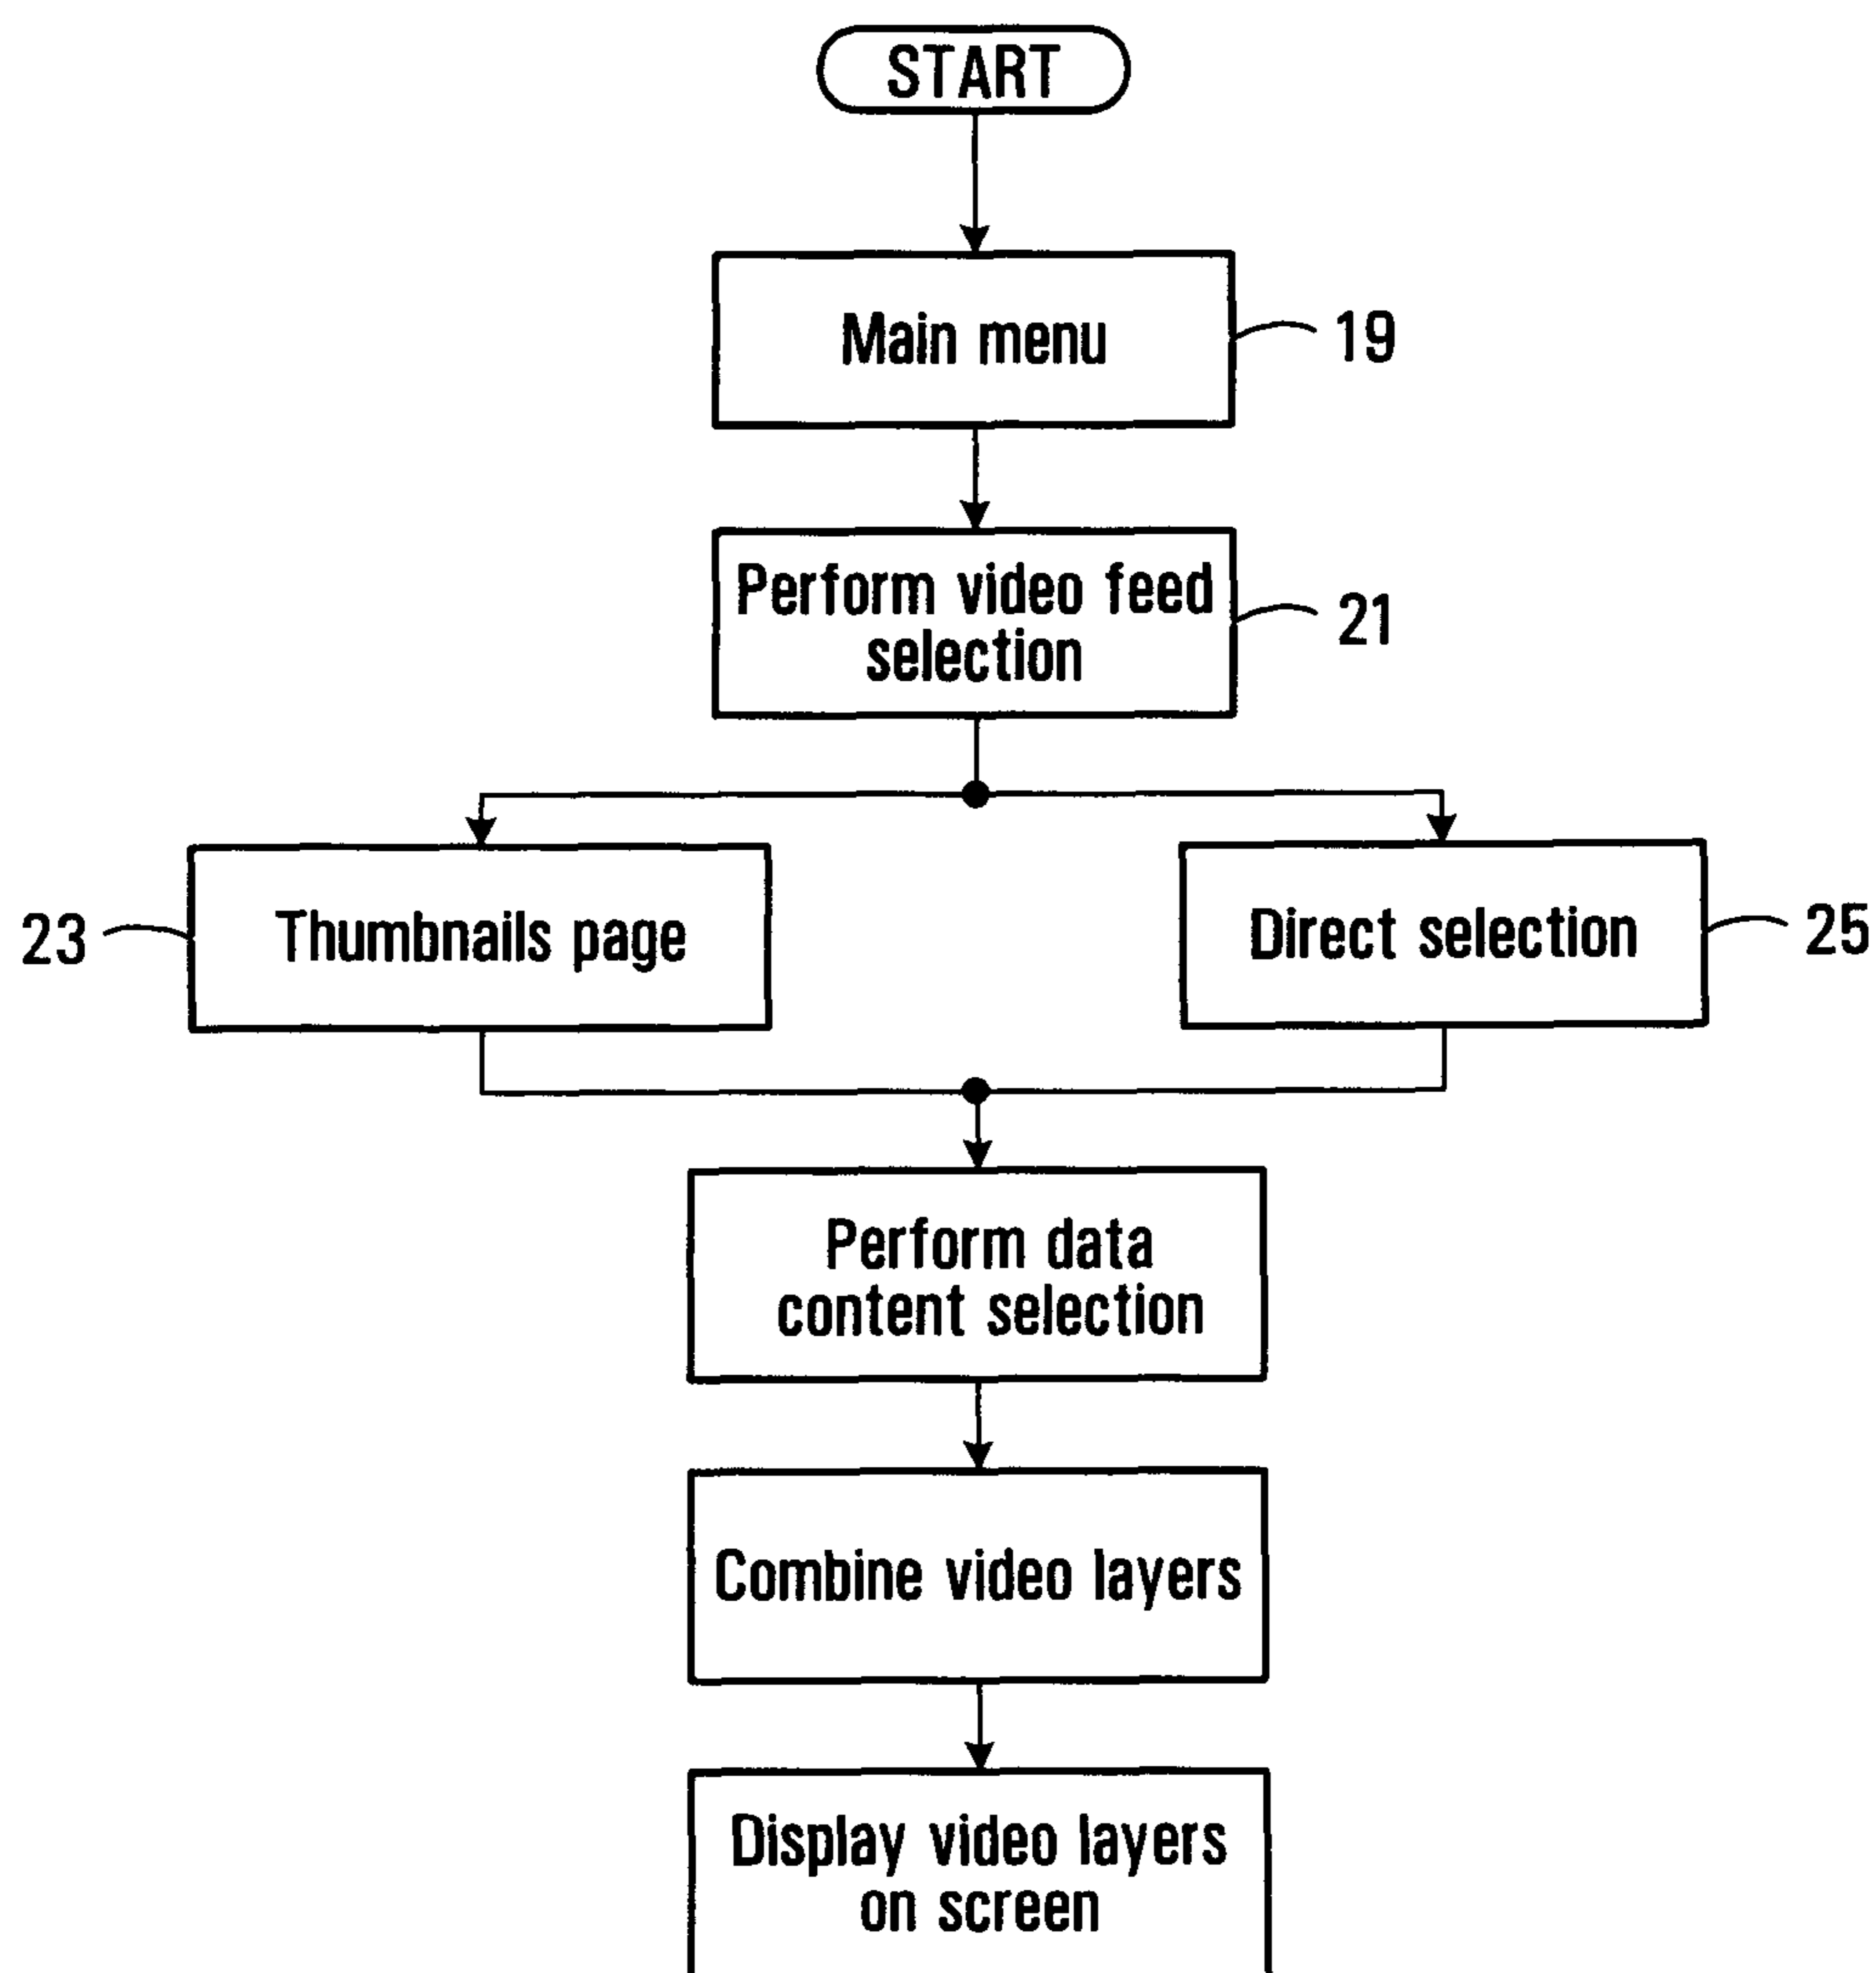 START
Main menu
19
Perform video feed
selection
21
23
Thumbnails page
Direct selection
25
Perform data
content selection
Combine video layers
Display video layers
on screen